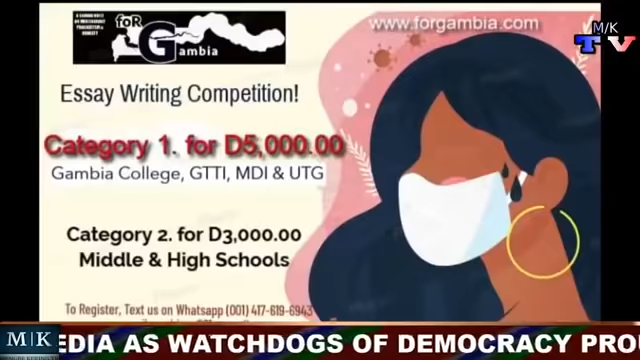 foR
Gambia
www.forgambia.com
M/K
TV
Essay Writing Competition!
Category 1. for D5,000.00
Gambia College, GTTI, MDI & UTG
Category 2. for D3,000.00
Middle & High Schools
To Register, Text us on Whatsapp (001) 417-619-6943
M|K
EDIA AS WATCHDOGS OF DEMOCRACY PRO